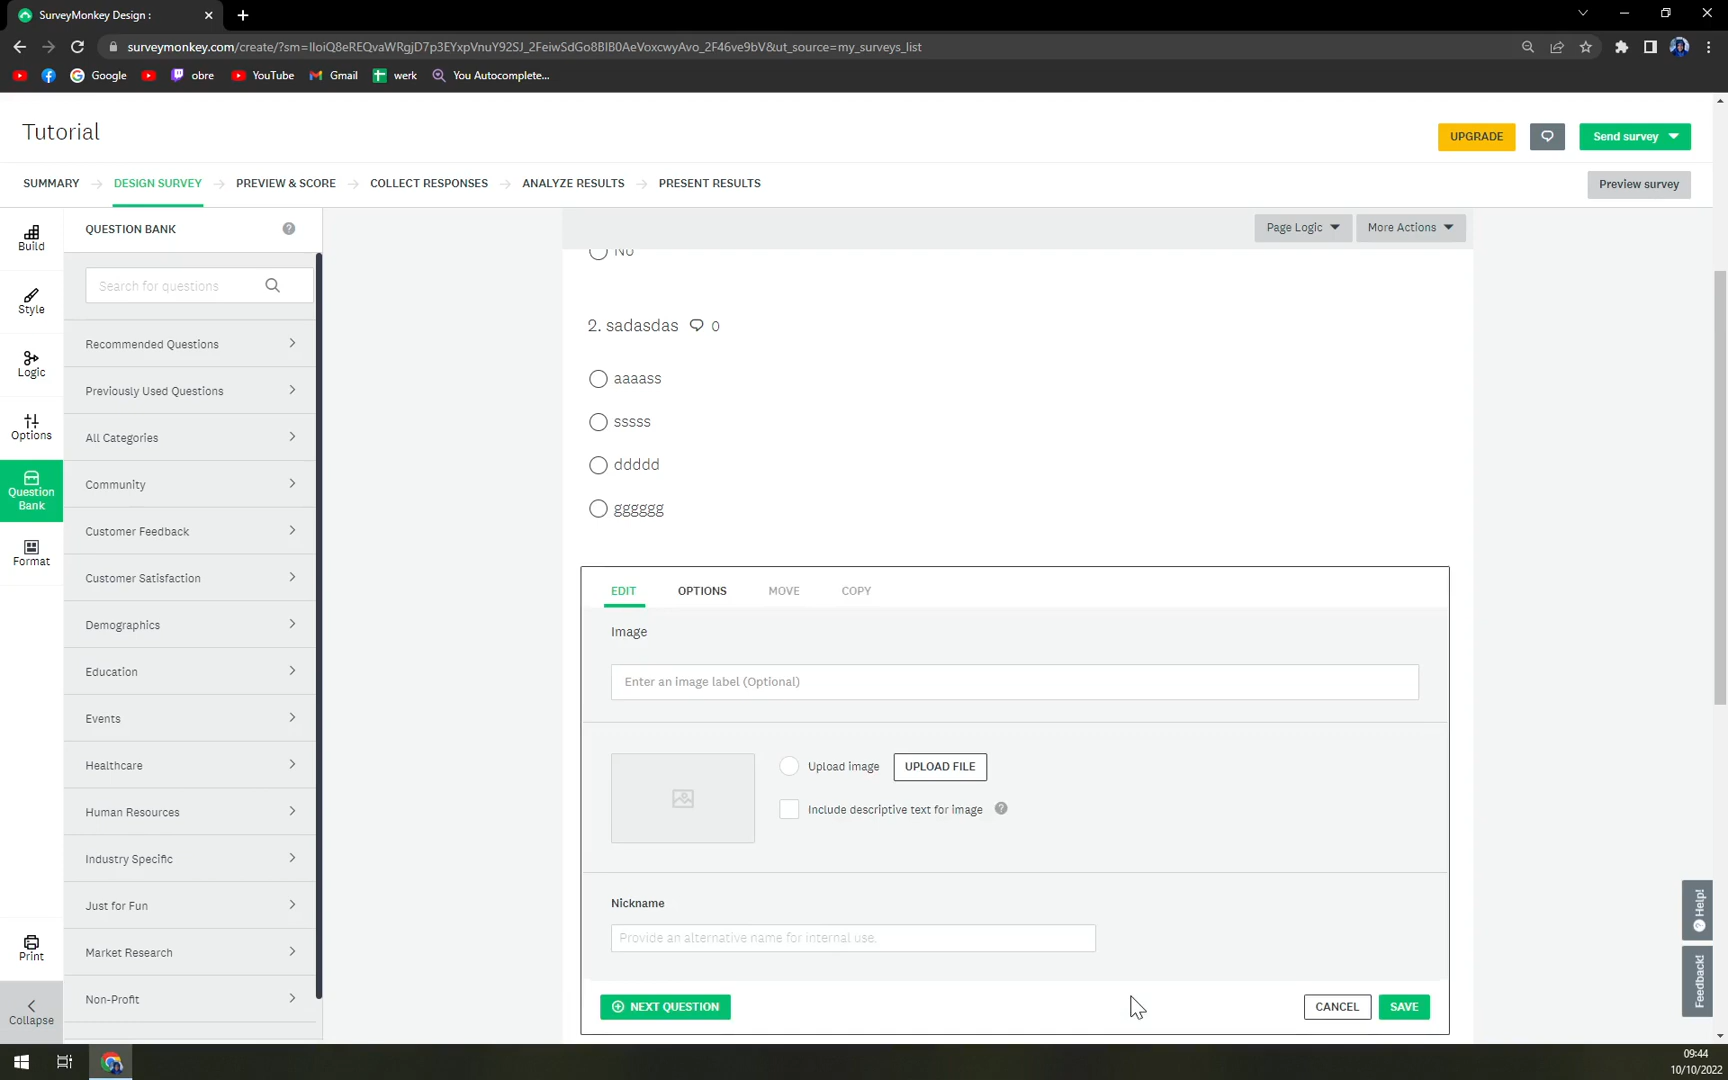 SurveyMonkey Design :
surveymonkey.com/create/?sm=IIoiQ8eREQvaWRgjD7p3EYxpVnuY92SJ_2FeiwSdGo8BIB0AeVoxcwyAvo_2F46ve9bV&ut_source=my_surveys_list
Google
obre
YouTube
Gmail
werk
You Autocomplete...
Tutorial
UPGRADE
Send survey
SUMMARY
DESIGN SURVEY
PREVIEW & SCORE
COLLECT RESPONSES
ANALYZE RESULTS
PRESENT RESULTS
Preview survey
Build
Style
Logic
Options
Question
Bank
Format
Print
Collapse
QUESTION BANK
Search for questions
Recommended Questions
Previously Used Questions
All Categories
Community
Customer Feedback
Customer Satisfaction
Demographics
Education
Events
Healthcare
Human Resources
Industry Specific
Just for Fun
Market Research
Non-Profit
Page Logic
More Actions
No
2. sadasdas 0
aaaass
sssss
ddddd
gggggg
EDIT
OPTIONS
MOVE
COPY
Image
Enter an image label (Optional)
Upload image
UPLOAD FILE
Include descriptive text for image
Nickname
Provide an alternative name for internal use.
NEXT QUESTION
CANCEL
SAVE
Help!
Feedback!
09:44
10/10/2022